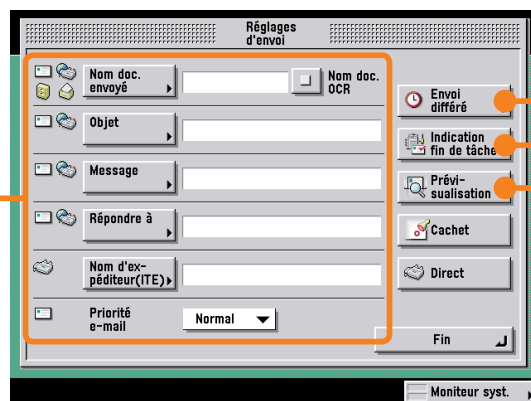 Réglages
d'envoi
Nom doc.
envoyé
Nom doc.
OCR
Objet
Message
Répondre à
Nom d'ex-
péditeur(ITE)
Priorité
e-mail
Normal
Envoi
différé
Indication
fin de tâche
Prévi-
sualisation
Cachet
Direct
Fin
Moniteur syst.